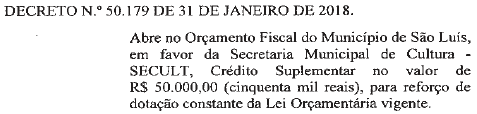 DECRETO N.º 50.179 DE 31 DE JANEIRO DE 2018.
Abre no Orçamento Fiscal do Município de São Luís,
em favor da Secretaria Municipal de Cultura -
SECULT, Crédito Suplementar no valor de
R$ 50.000,00 (cinquenta mil reais), para reforço de
dotação constante da Lei Orçamentária vigente.